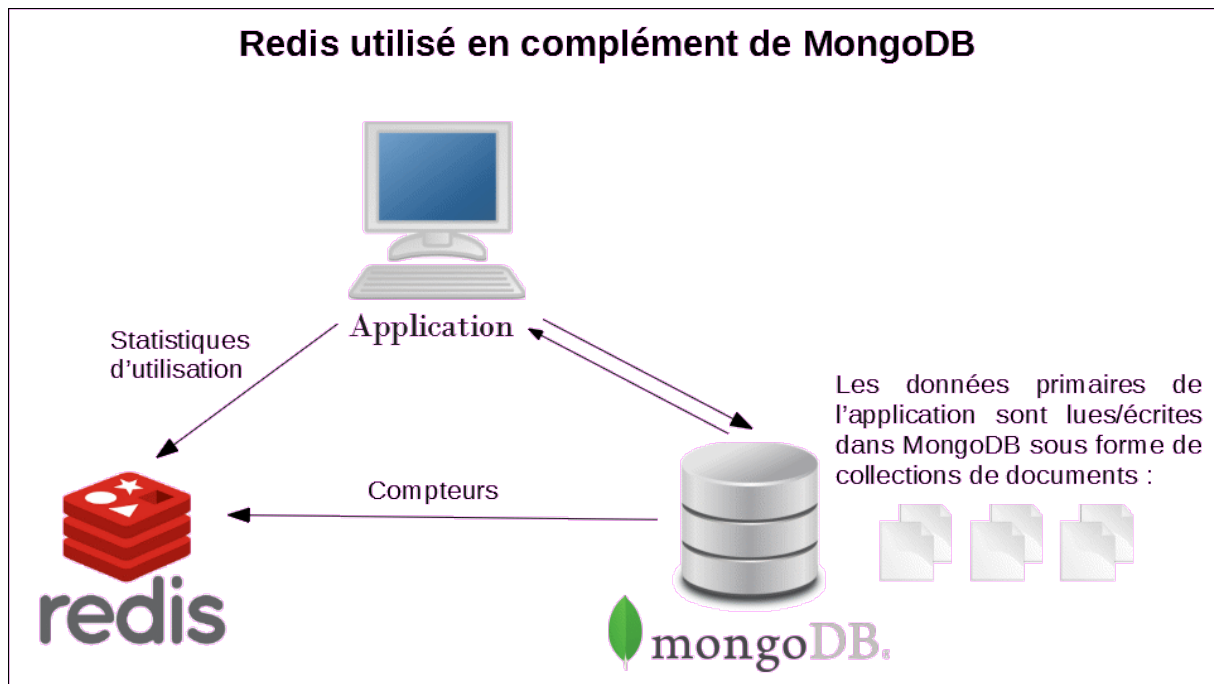 Redis utilisé en complément de MongoDB
Application
Statistiques
d’utilisation
Les données primaires de
l’application sont lues/écrites
dans MongoDB sous forme de
collections de documents :
Compteurs
redis
mongoDB